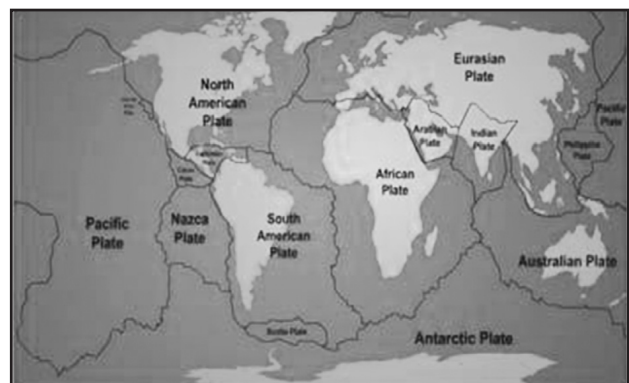 Eurasian
Plate
North
American
Plate
Pacific
Plate
Arabian
Plate
Indian
Plate
Philippine
Plate
African
Plate
Pacific
Plate
Nazca
Plate
South
American
Plate
Australian Plate
Scotia Plate
Antarctic Plate